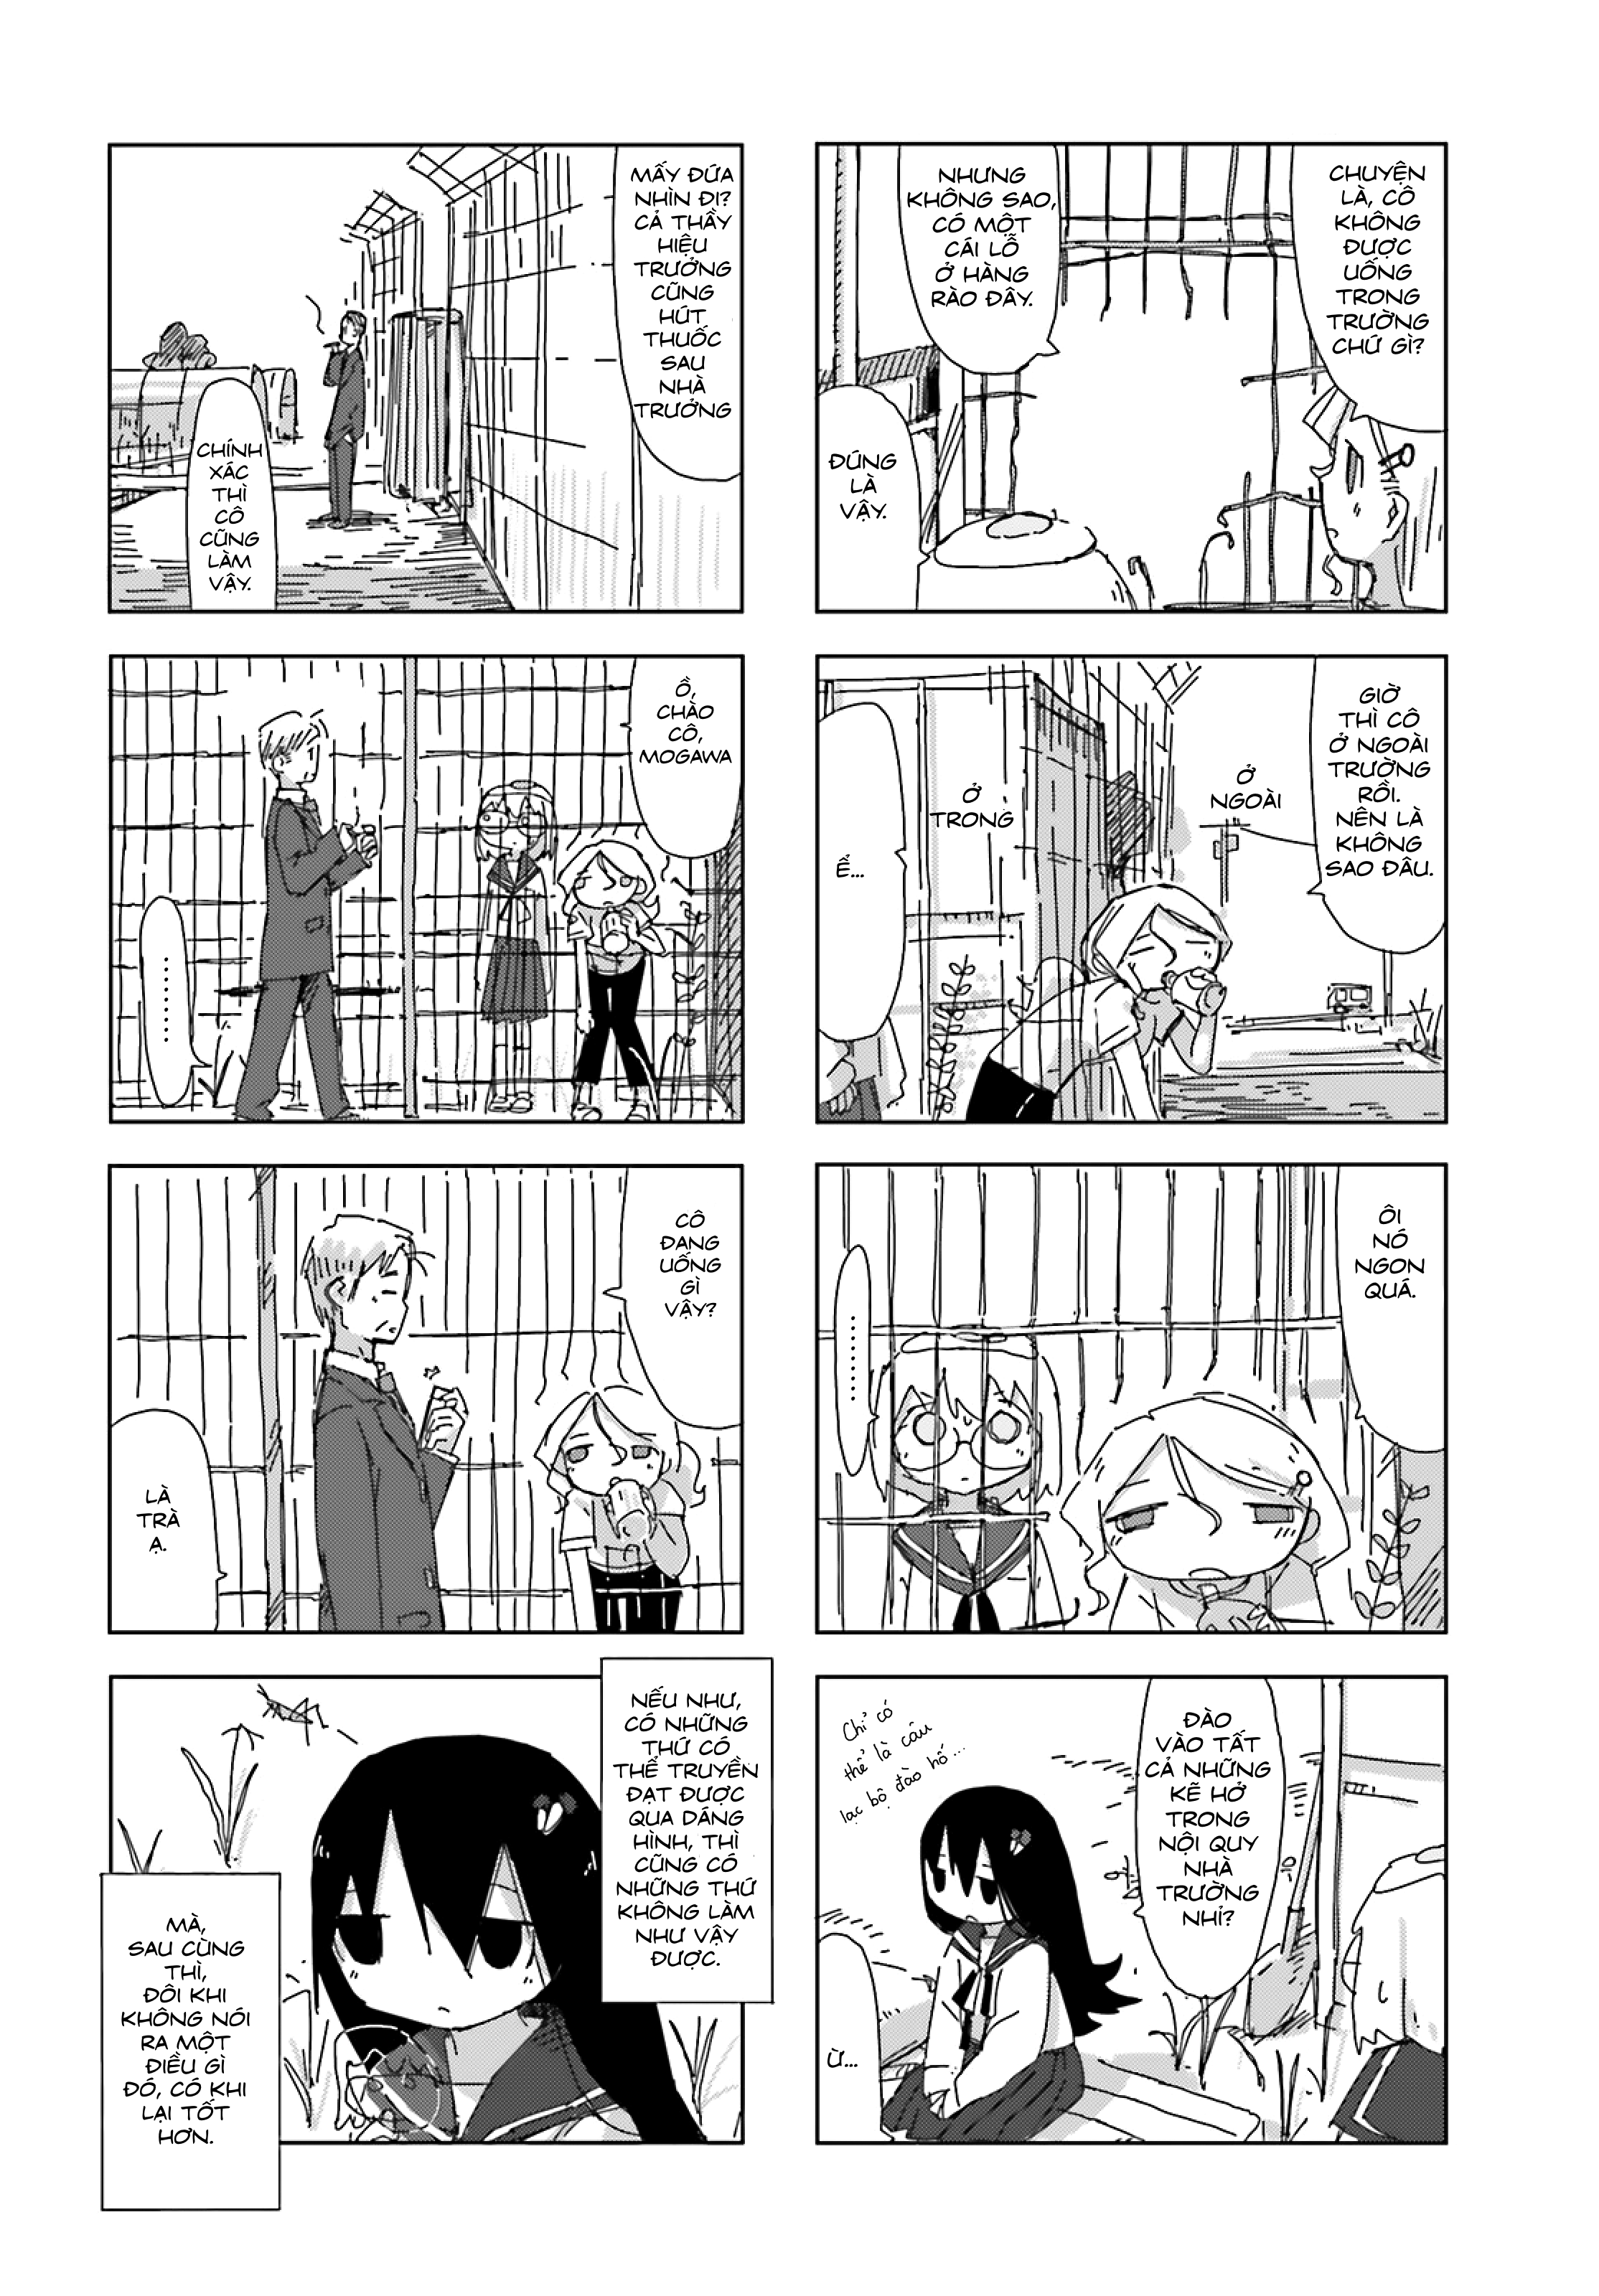 CHUYỆN
LÀ, CÔ
KHÔNG
ĐƯỢC
UỐNG
TRONG
TRƯỜNG
CHỨ GÌ?
NHƯNG
KHÔNG SAO,
CÓ MỘT
CÁI LỖ
Ở HÀNG
RÀO ĐÂY.
ĐÚNG
LÀ
VẬY.
GIỜ
THÌ CÔ
Ở NGOÀI
TRƯỜNG
RỒI.
NÊN LÀ
KHÔNG
SAO ĐÂU.
Ở
NGOÀI
Ở
TRONG
Ể...
ÔI
NÓ
NGON
QUÁ.
.........
ĐÀO
VÀO TẤT
CẢ NHỮNG
KẼ HỞ
TRONG
NỘI QUY
NHÀ
TRƯỜNG
NHỈ?
Chỉ có
thể là câu
lạc bộ đào hố...
Ừ...
MẤY ĐỨA
NHÌN ĐI?
CẢ THẦY
HIỆU
TRƯỞNG
CŨNG
HÚT
THUỐC
SAU
NHÀ
TRƯỞNG
CHÍNH
XÁC
THÌ
CÔ
CŨNG
LÀM
VẬY.
Ồ,
CHÀO
CÔ,
MOGAWA
.........
CÔ
ĐANG
UỐNG
GÌ
VẬY?
LÀ
TRÀ
Ạ.
NẾU NHƯ,
CÓ NHỮNG
THỨ CÓ
THỂ TRUYỀN
ĐẠT ĐƯỢC
QUA DÁNG
HÌNH, THÌ
CŨNG CÓ
NHỮNG THỨ
KHÔNG LÀM
NHƯ VẬY
ĐƯỢC.
MÀ,
SAU CÙNG
THÌ,
ĐÔI KHI
KHÔNG NÓI
RA MỘT
ĐIỀU GÌ
ĐÓ, CÓ KHI
LẠI TỐT
HƠN.